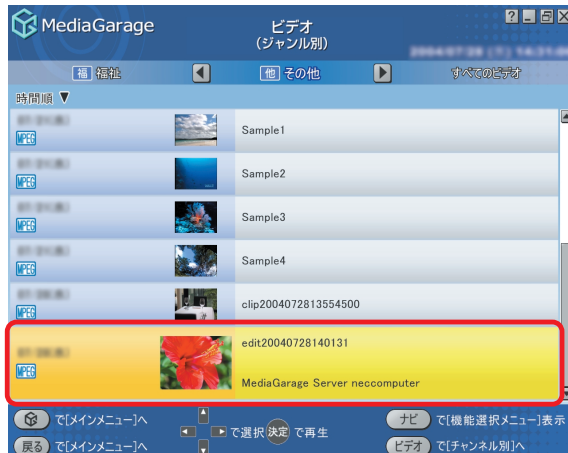 MediaGarage
ビデオ
(ジャンル別)
福 福祉
他 その他
すべてのビデオ
時間順 ▼
MPEG
Sample1
MPEG
Sample2
MPEG
Sample3
MPEG
Sample4
MPEG
clip2004072813554500
MPEG
edit20040728140131
MediaGarage Server neccomputer
で[メインメニュー]へ
で選択 決定 で再生
ナビ で[機能選択メニュー]表示
戻る で[メインメニュー]へ
ビデオ で[チャンネル別]へ